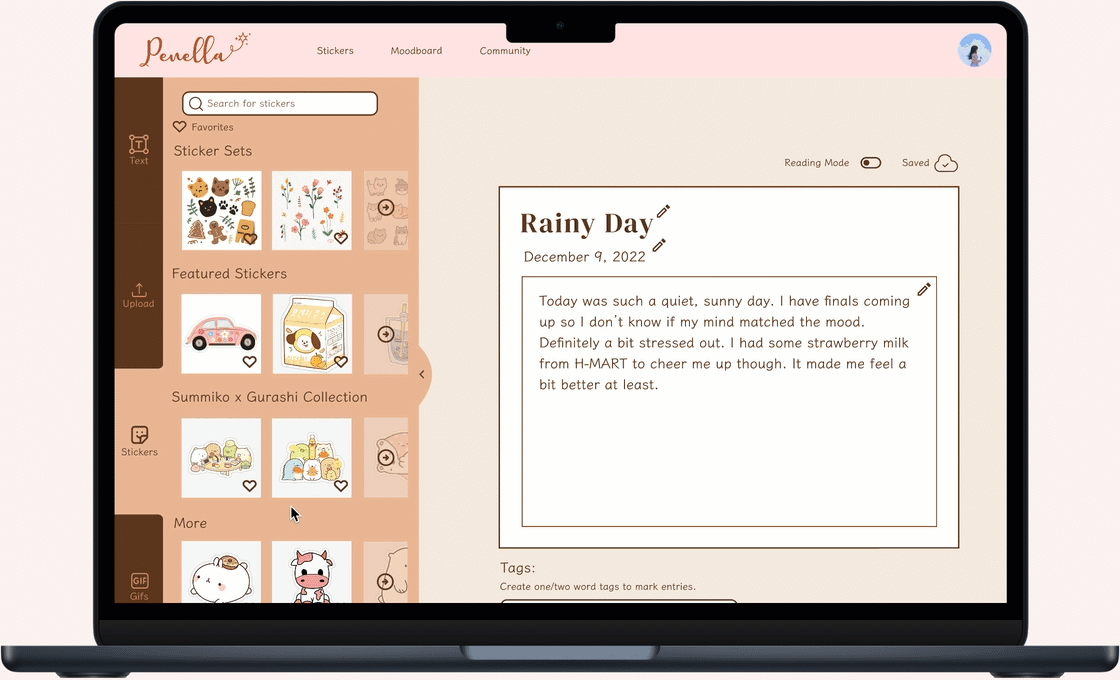 Penella
Stickers
Moodboard
Community
Text
Upload
Stickers
GIF
Gifs
Search for stickers
Favorites
Sticker Sets
Featured Stickers
Summiko x Gurashi Collection
More
Reading Mode
Saved
Rainy Day
December 9, 2022
Today was such a quiet, sunny day. I have finals coming
up so I don't know if my mind matched the mood.
Definitely a bit stressed out. I had some strawberry milk
from H-MART to cheer me up though. It made me feel a
bit better at least.
Tags:
Create one/two word tags to mark entries.